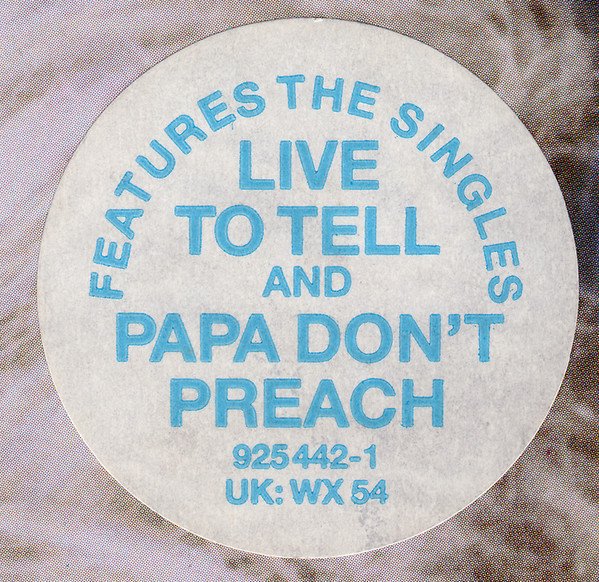 FEATURES THE SINGLES
LIVE
TO TELL
AND
PAPA DON'T
PREACH
925 442-1
UK: WX 54